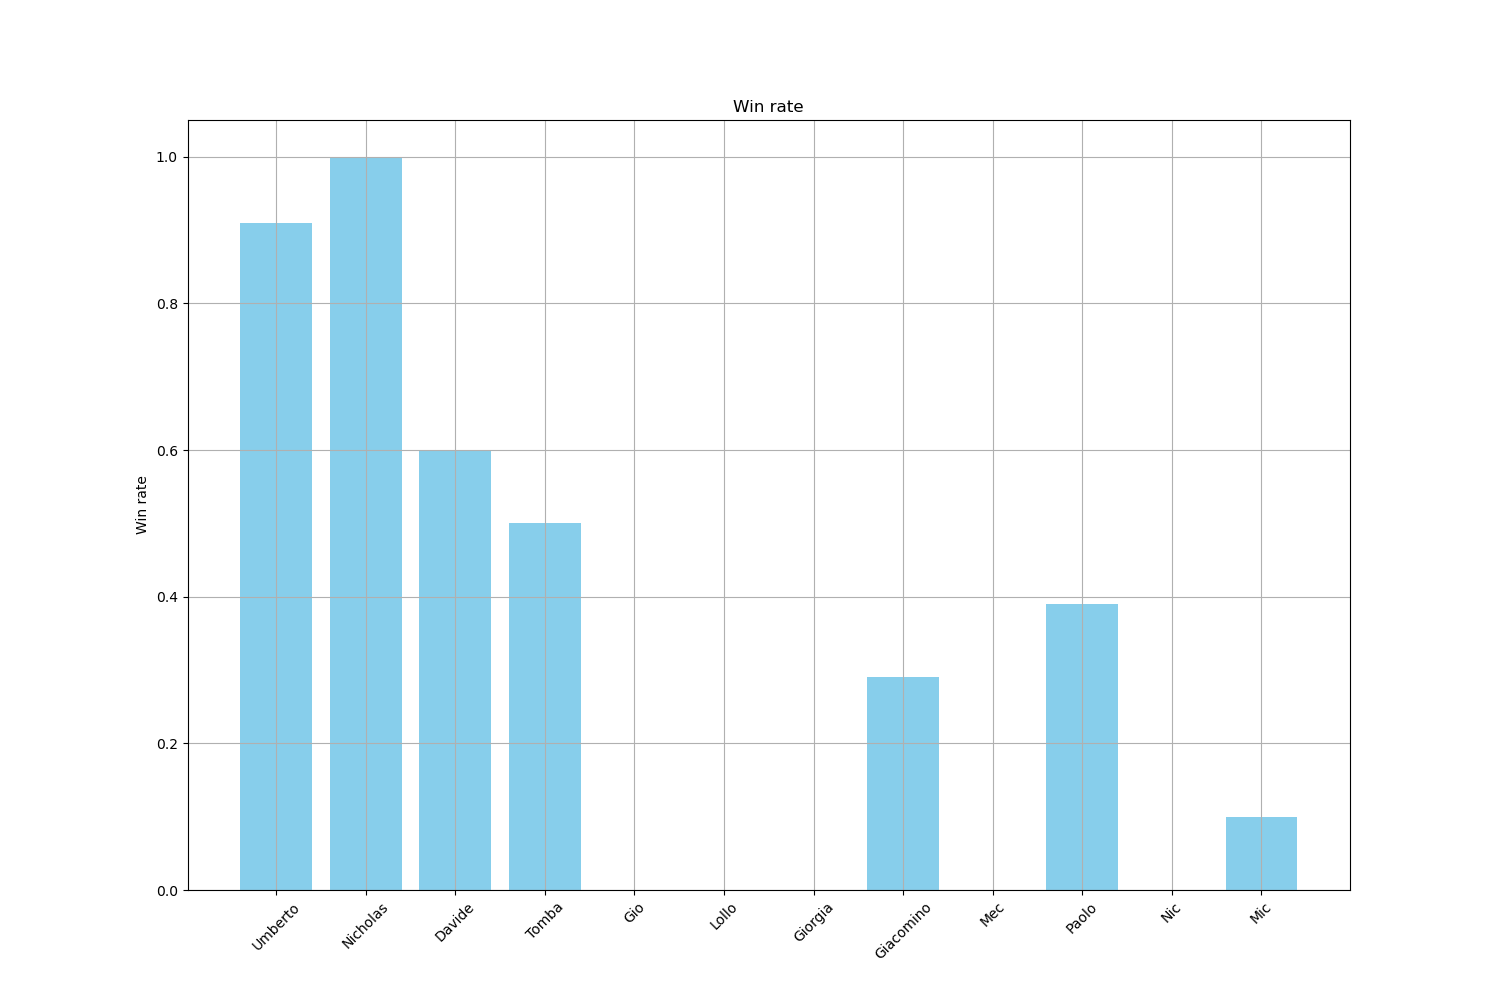 Win rate
Win rate
1.0
0.8
0.6
0.4
0.2
0.0
Umberto
Nicholas
Davide
Tomba
Gio
Lollo
Giorgia
Giacomino
Mec
Paolo
Nic
Mic